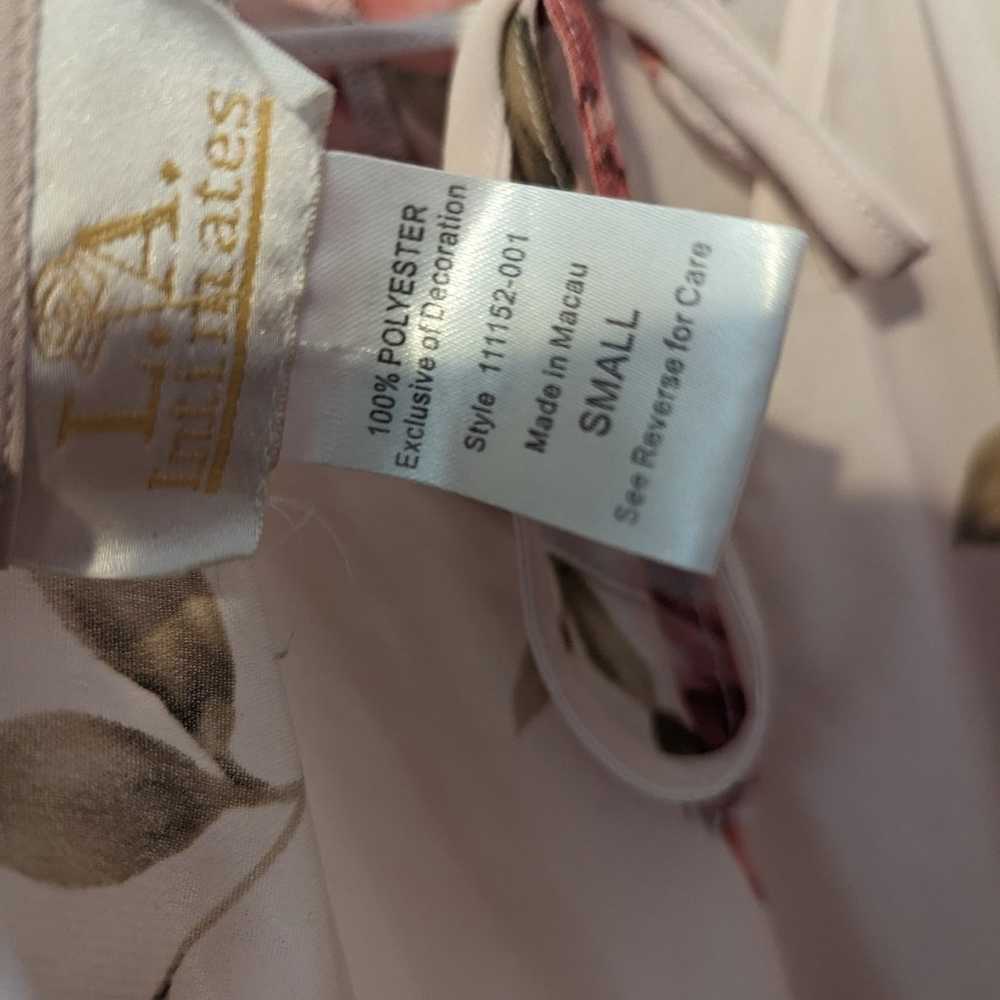 L.A.
Intimates
100% POLYESTER
Exclusive of Decoration
Style 111152-001
Made in Macau
SMALL
See Reverse for Care